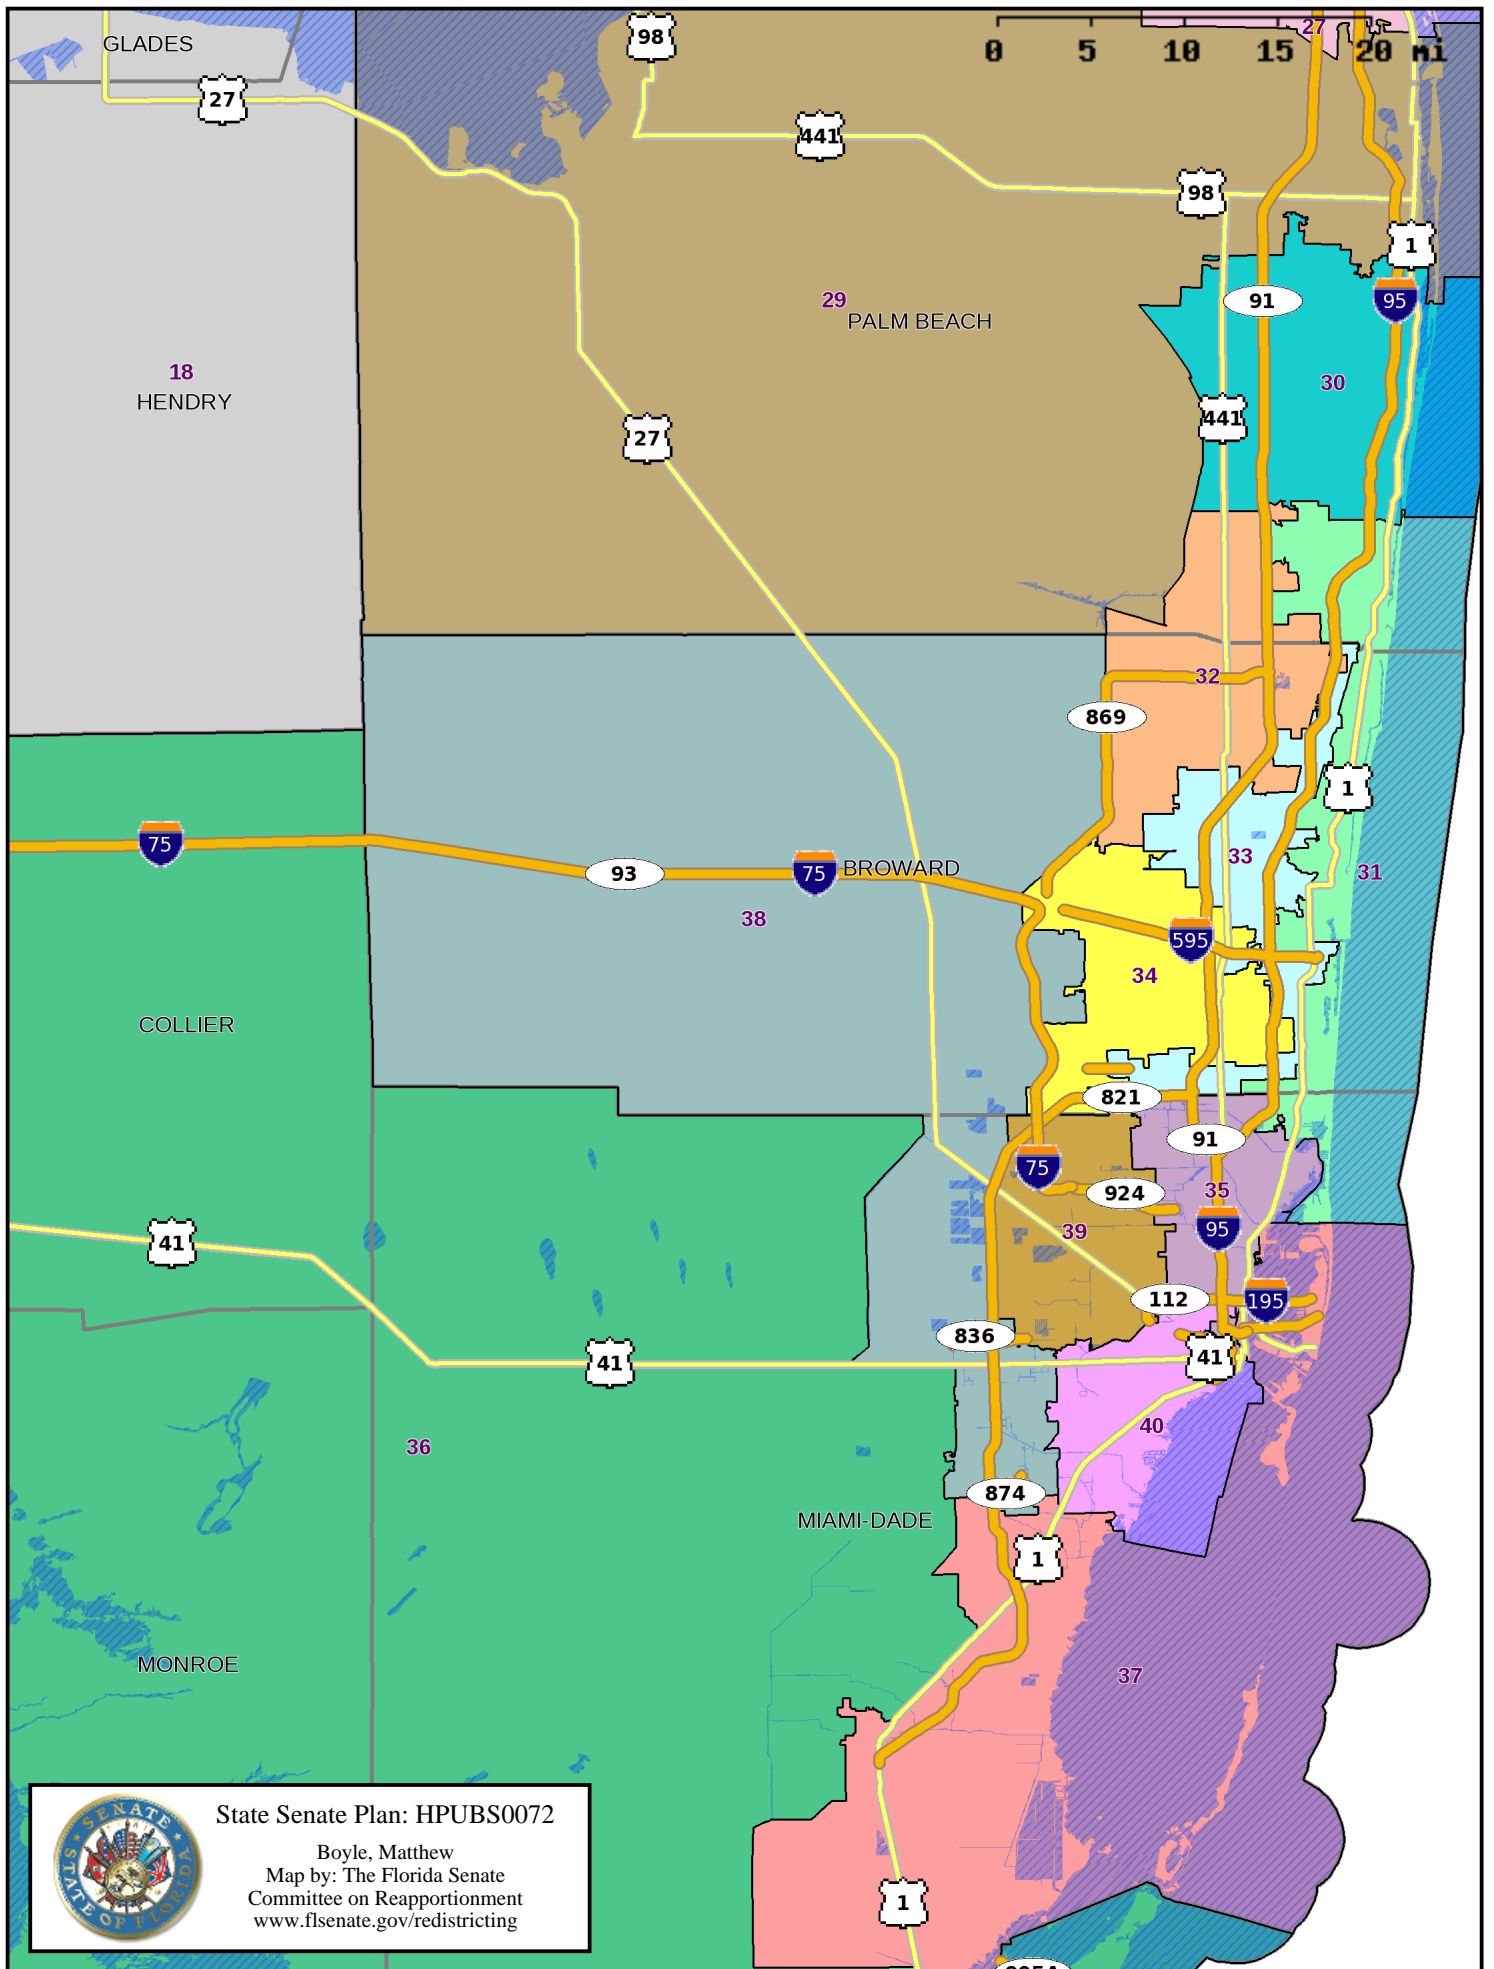 27
98
0 5 10 15 20 mi
GLADES
27
441
98
1
29
PALM BEACH
91
95
18
HENDRY
30
441
27
32
869
1
75
93
75
BROWARD
33
31
38
595
34
COLLIER
821
91
75
924
35
95
39
41
112
195
836
41
41
40
36
874
MIAMI-DADE
1
MONROE
37
SENATE
STATE OF FLORIDA
State Senate Plan: HPUBS0072
Boyle, Matthew
Map by: The Florida Senate
Committee on Reapportionment
www.flsenate.gov/redistricting
1